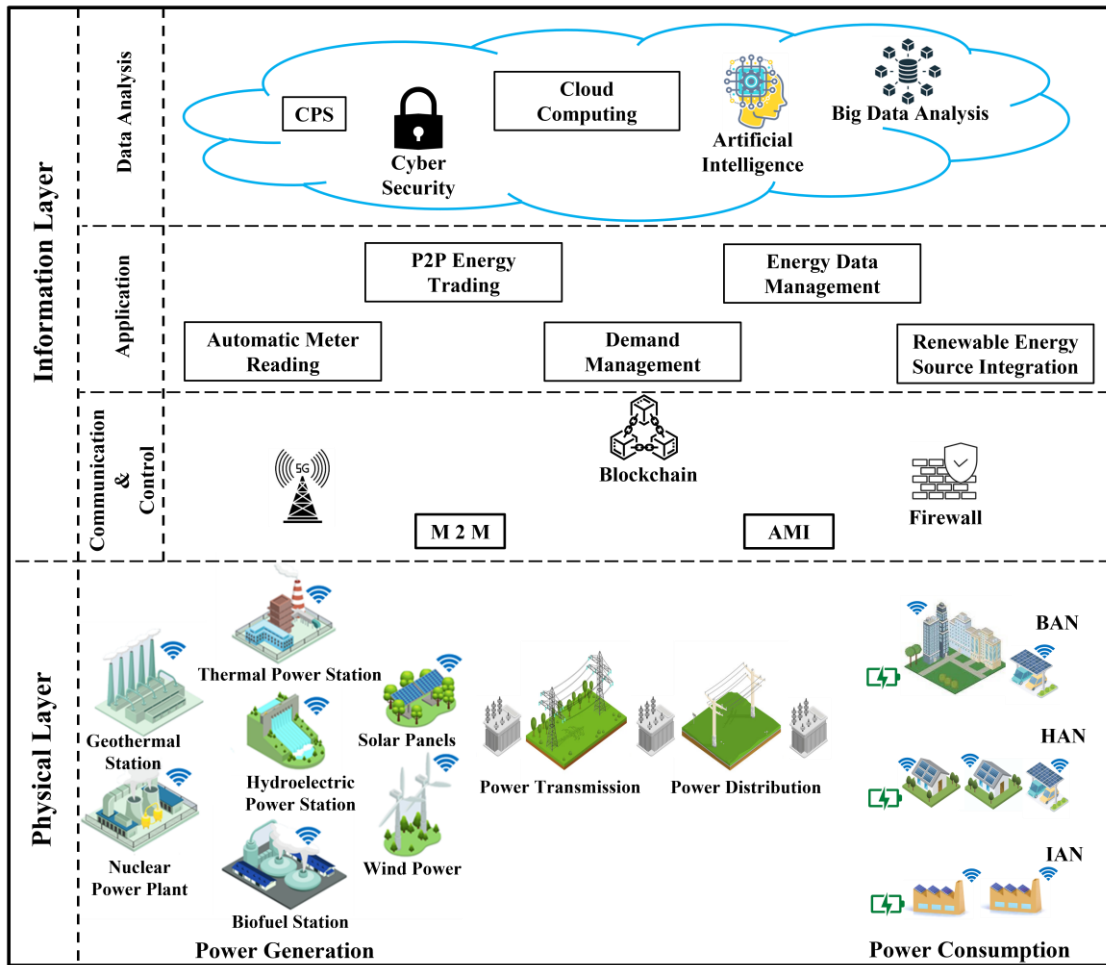 Information Layer
Data Analysis
CPS
Cyber
Security
Cloud
Computing
Artificial
Intelligence
Big Data Analysis
Application
P2P Energy
Trading
Energy Data
Management
Automatic Meter
Reading
Demand
Management
Renewable Energy
Source Integration
Communication
&
Control
5G
Blockchain
Firewall
M 2 M
AMI
Physical Layer
Thermal Power Station
Geothermal
Station
Solar Panels
Hydroelectric
Power Station
Nuclear
Power Plant
Wind Power
Biofuel Station
Power Generation
Power Transmission
Power Distribution
BAN
HAN
IAN
Power Consumption